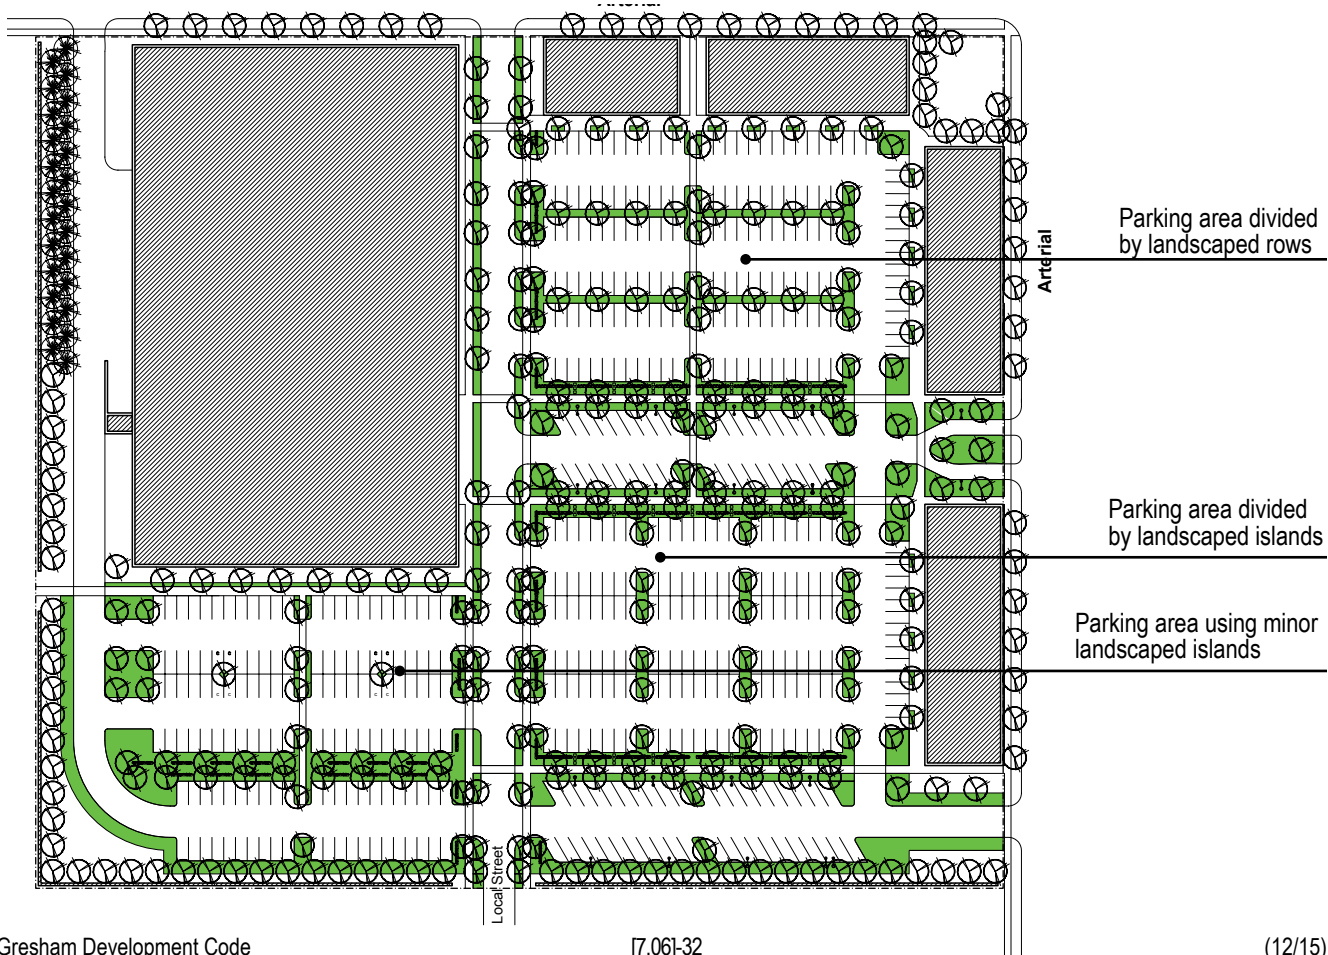 Arterial
Parking area divided
by landscaped rows
Arterial
Parking area divided
by landscaped islands
Parking area using minor
landscaped islands
Local Street
Gresham Development Code
[7.06]-32
(12/15)